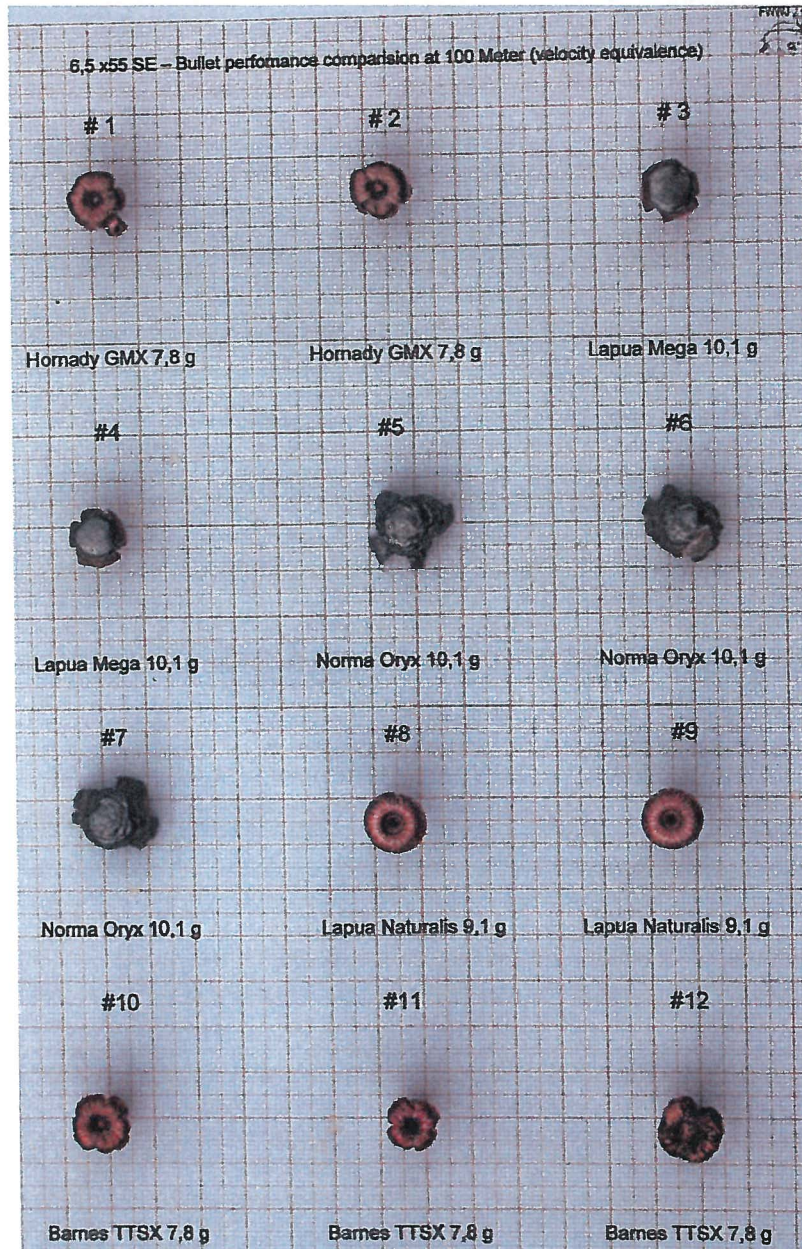 6,5 x55 SE – Bullet perfomance comparision at 100 Meter (velocity equivalence)
# 1
# 2
# 3
Hornady GMX 7,8 g
Hornady GMX 7,8 g
Lapua Mega 10,1 g
#4
#5
#6
Lapua Mega 10,1 g
Norma Oryx 10,1 g
Norma Oryx 10,1 g
#7
#8
#9
Norma Oryx 10,1 g
Lapua Naturalis 9,1 g
Lapua Naturalis 9,1 g
#10
#11
#12
Barnes TTSX 7,8 g
Barnes TTSX 7,8 g
Barnes TTSX 7,8 g